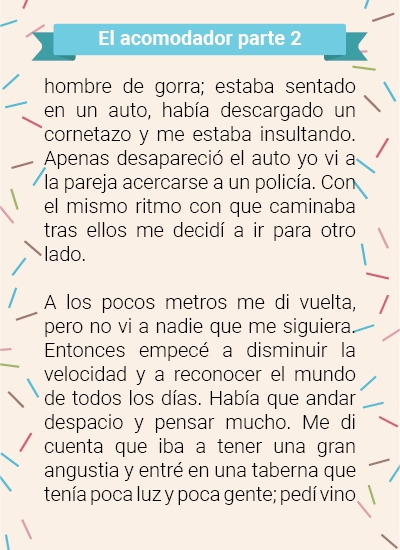 El acomodador parte 2
hombre de gorra; estaba sentado
en un auto, había descargado un
cornetazo y me estaba insultando.
Apenas desapareció el auto yo vi a
la pareja acercarse a un policía. Con
el mismo ritmo con que caminaba
tras ellos me decidí a ir para otro
lado.
A los pocos metros me di vuelta,
pero no vi a nadie que me siguiera.
Entonces empecé a disminuir la
velocidad y a reconocer el mundo
de todos los días. Había que andar
despacio y pensar mucho. Me di
cuenta que iba a tener una gran
angustia y entré en una taberna que
tenía poca luz y poca gente; pedí vino